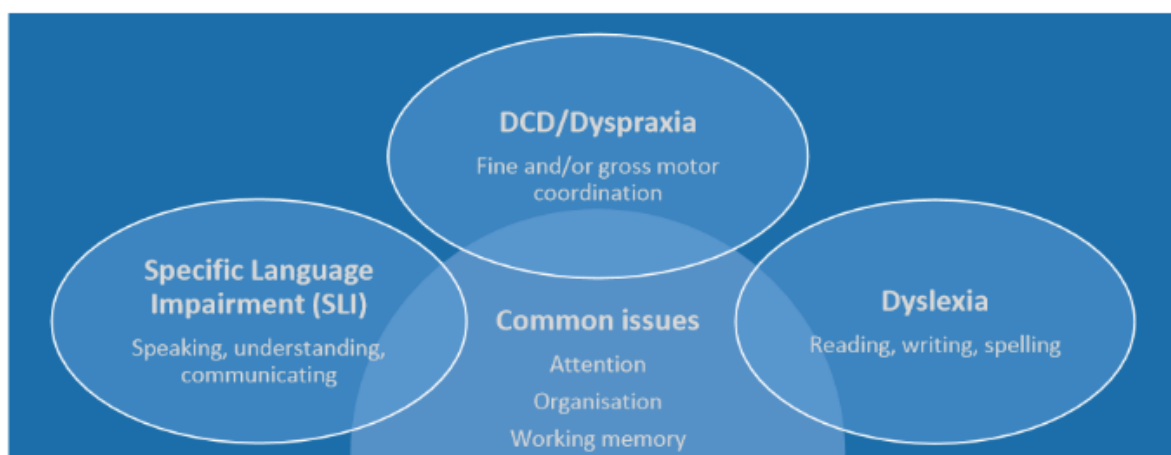 DCD/Dyspraxia
Fine and/or gross motor
coordination
Specific Language
Impairment (SLI)
Speaking, understanding,
communicating
Common issues
Attention
Organisation
Working memory
Dyslexia
Reading, writing, spelling